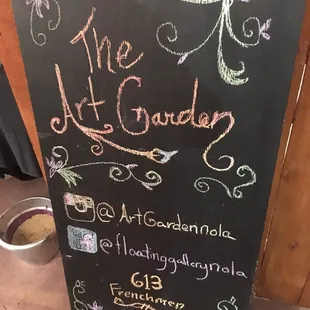 The
Art Garden
@ArtGardennola
@floatinggallerynola
613
Frenchmen